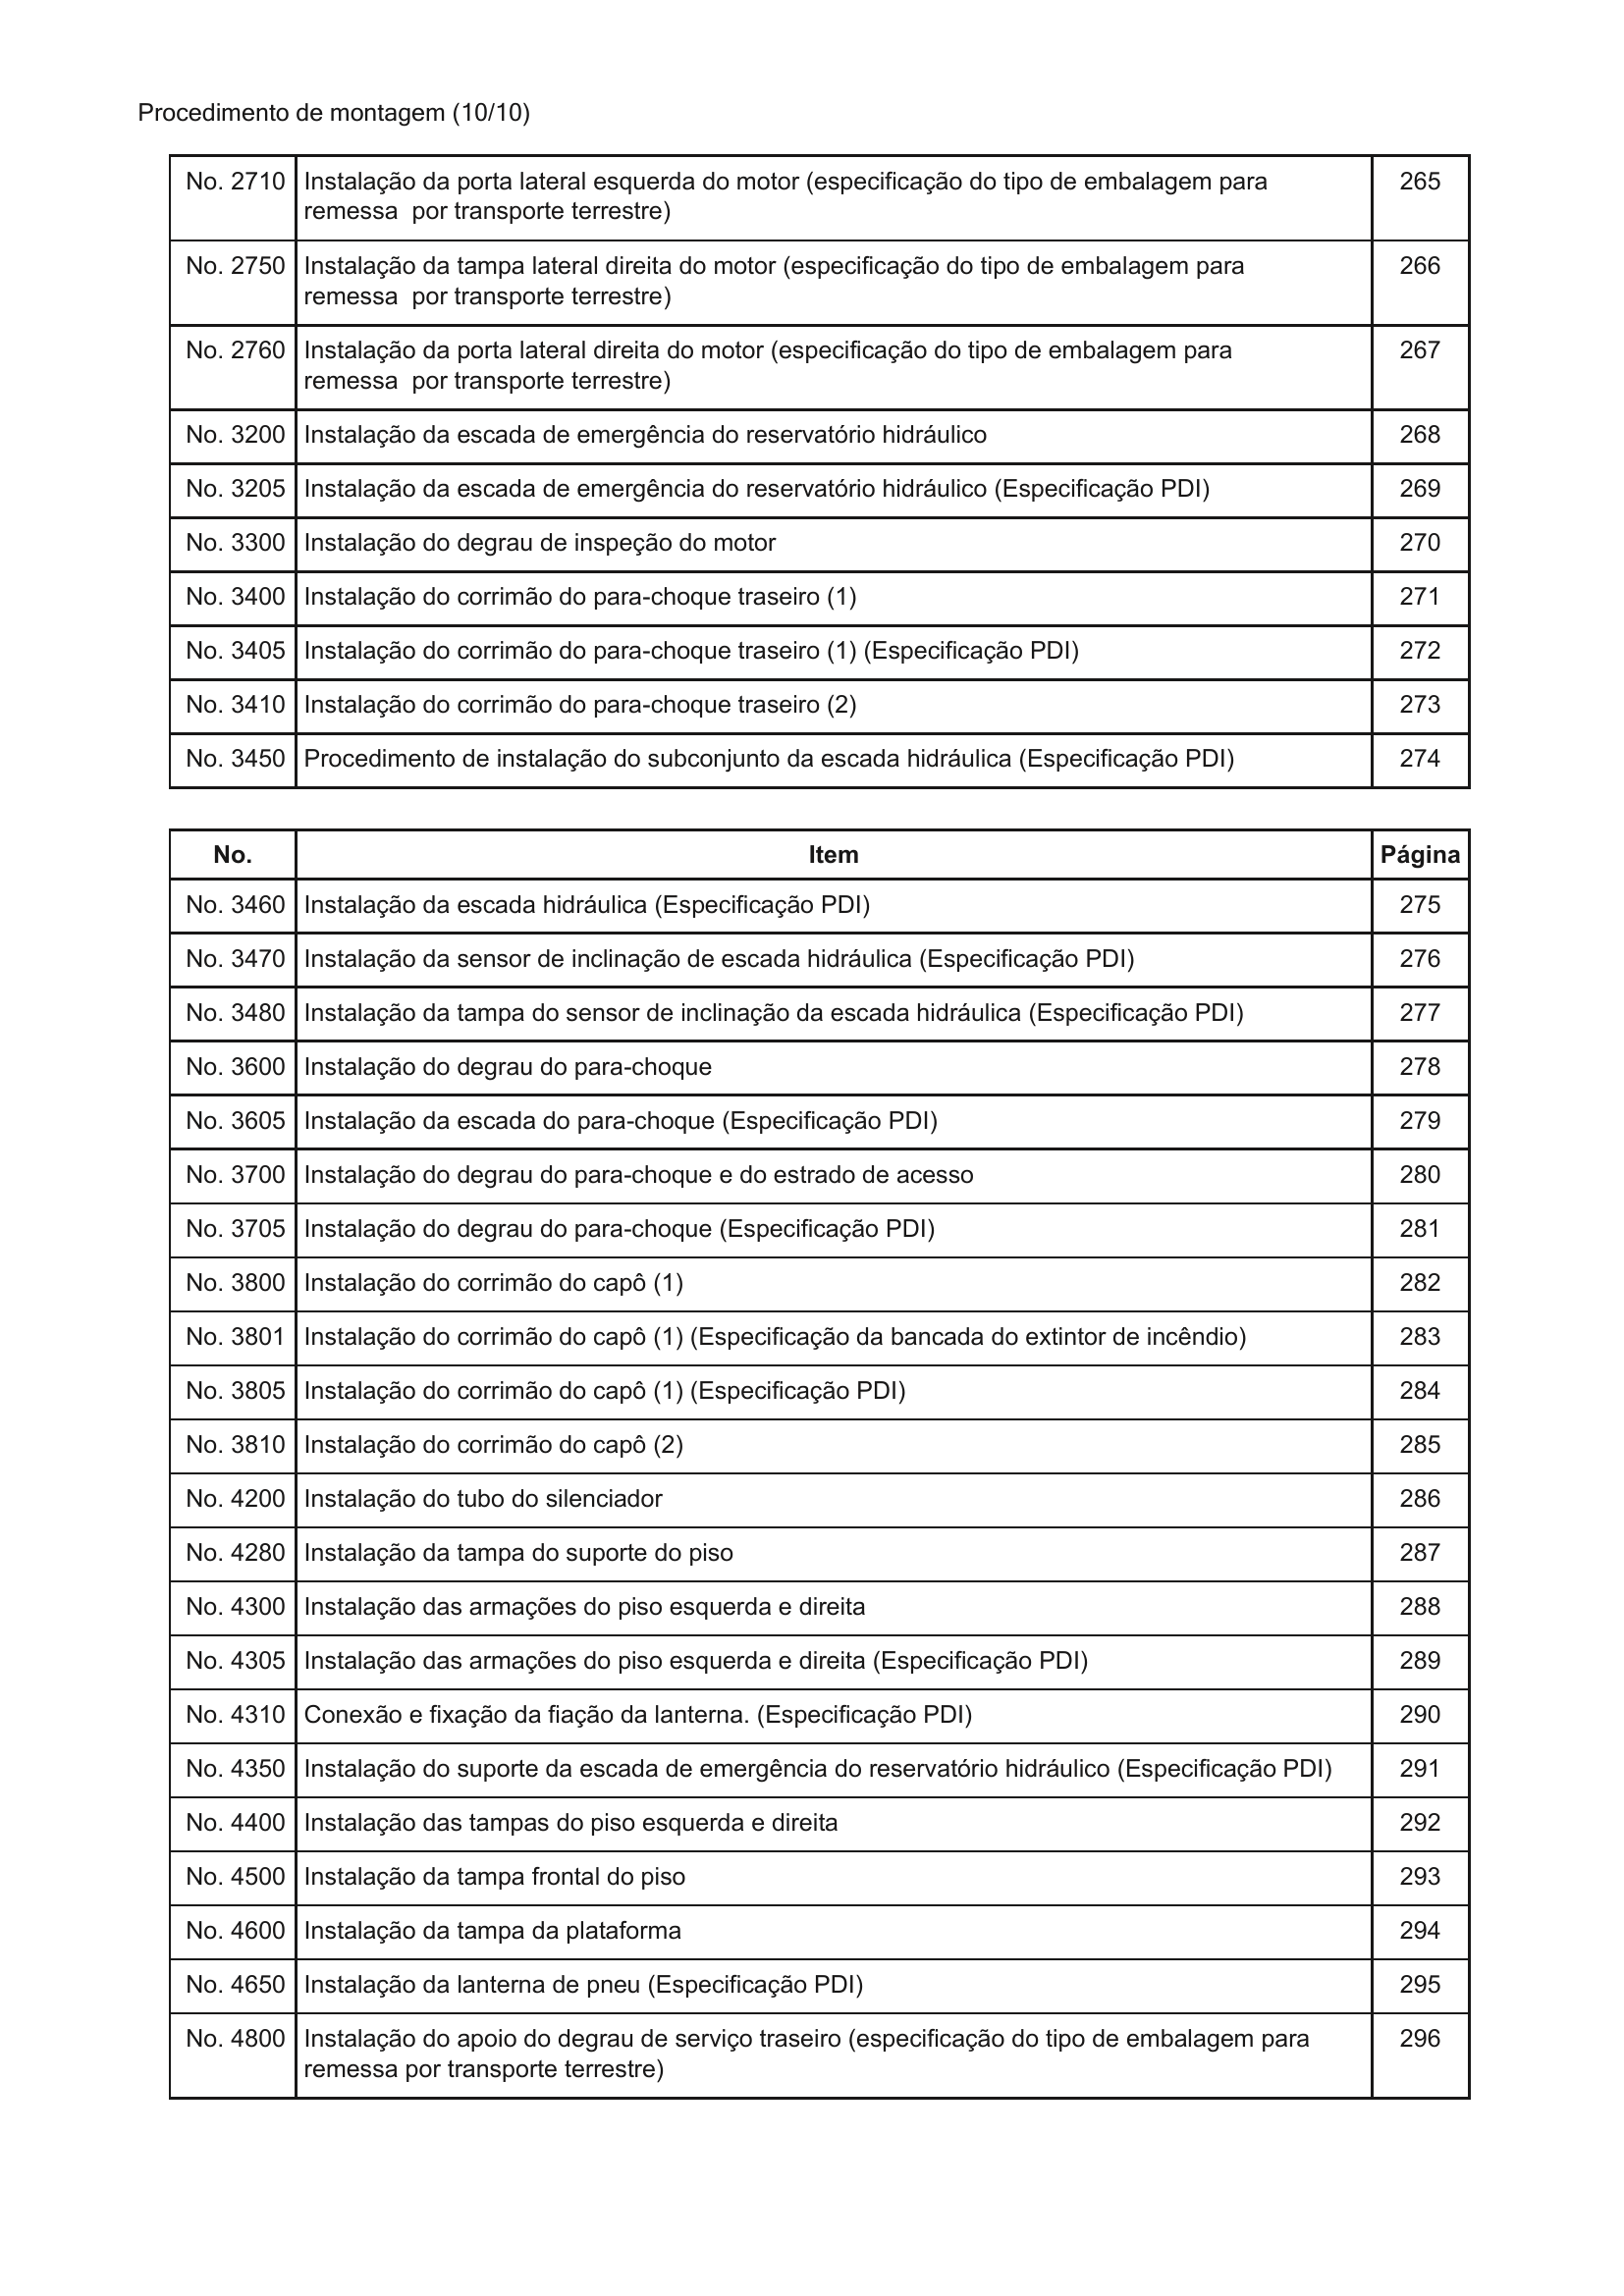 Procedimento de montagem (10/10)
No. 2710 Instalação da porta lateral esquerda do motor (especificação do tipo de embalagem para 265
remessa  por transporte terrestre)
No. 2750 Instalação da tampa lateral direita do motor (especificação do tipo de embalagem para 266
remessa  por transporte terrestre)
No. 2760 Instalação da porta lateral direita do motor (especificação do tipo de embalagem para 267
remessa  por transporte terrestre)
No. 3200 Instalação da escada de emergência do reservatório hidráulico 268
No. 3205 Instalação da escada de emergência do reservatório hidráulico (Especificação PDI) 269
No. 3300 Instalação do degrau de inspeção do motor 270
No. 3400 Instalação do corrimão do para-choque traseiro (1) 271
No. 3405 Instalação do corrimão do para-choque traseiro (1) (Especificação PDI) 272
No. 3410 Instalação do corrimão do para-choque traseiro (2) 273
No. 3450 Procedimento de instalação do subconjunto da escada hidráulica (Especificação PDI) 274
No. Item Página
No. 3460 Instalação da escada hidráulica (Especificação PDI) 275
No. 3470 Instalação da sensor de inclinação de escada hidráulica (Especificação PDI) 276
No. 3480 Instalação da tampa do sensor de inclinação da escada hidráulica (Especificação PDI) 277
No. 3600 Instalação do degrau do para-choque 278
No. 3605 Instalação da escada do para-choque (Especificação PDI) 279
No. 3700 Instalação do degrau do para-choque e do estrado de acesso 280
No. 3705 Instalação do degrau do para-choque (Especificação PDI) 281
No. 3800 Instalação do corrimão do capô (1) 282
No. 3801 Instalação do corrimão do capô (1) (Especificação da bancada do extintor de incêndio) 283
No. 3805 Instalação do corrimão do capô (1) (Especificação PDI) 284
No. 3810 Instalação do corrimão do capô (2) 285
No. 4200 Instalação do tubo do silenciador 286
No. 4280 Instalação da tampa do suporte do piso 287
No. 4300 Instalação das armações do piso esquerda e direita 288
No. 4305 Instalação das armações do piso esquerda e direita (Especificação PDI) 289
No. 4310 Conexão e fixação da fiação da lanterna. (Especificação PDI) 290
No. 4350 Instalação do suporte da escada de emergência do reservatório hidráulico (Especificação PDI) 291
No. 4400 Instalação das tampas do piso esquerda e direita 292
No. 4500 Instalação da tampa frontal do piso 293
No. 4600 Instalação da tampa da plataforma 294
No. 4650 Instalação da lanterna de pneu (Especificação PDI) 295
No. 4800 Instalação do apoio do degrau de serviço traseiro (especificação do tipo de embalagem para 296
remessa por transporte terrestre)